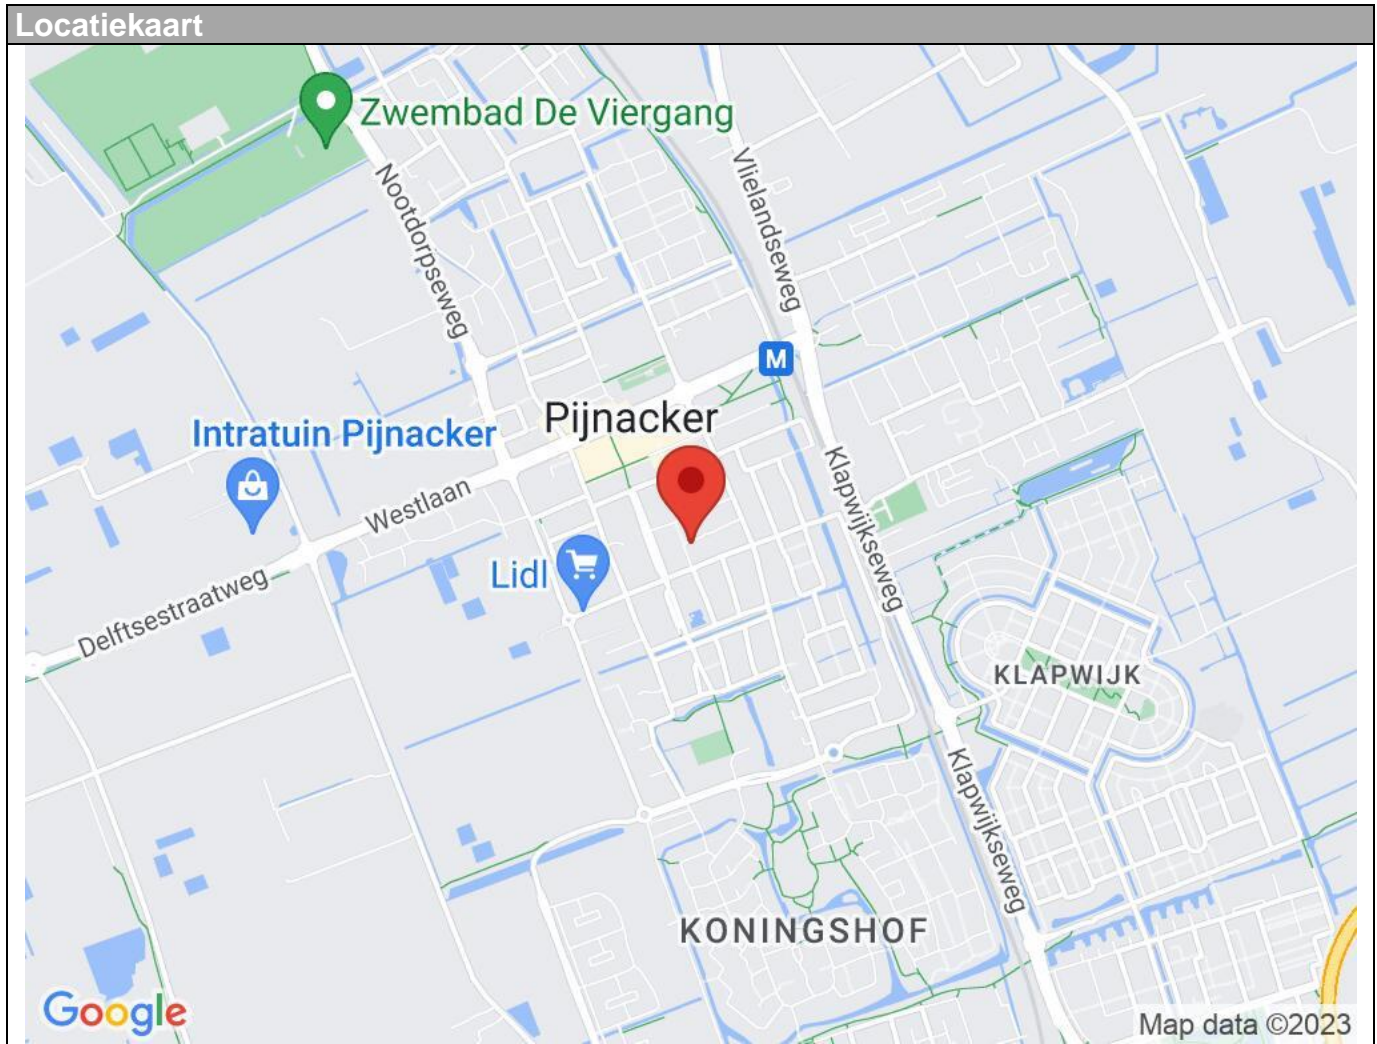 Locatiekaart
Zwembad De Viergang
Nootdorpseweg
Vlielandseweg
M
Pijnacker
Intratuin Pijnacker
Westlaan
Klapwijkseweg
Lidl
Delftsestraatweg
KLAPWIJK
Klapwijkseweg
KONINGSHOF
Google
Map data ©2023